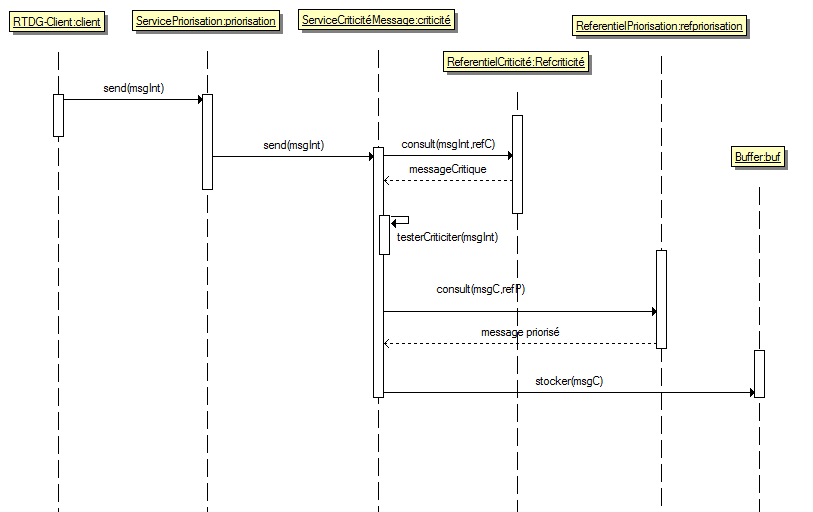 RTDG-Client:client
ServicePriorisation:priorisation
ServiceCriticitéMessage:criticité
ReferentielPriorisation:refpriorisation
ReferentielCriticité:Refcriticité
send(msgInt)
send(msgInt)
consult(msgInt,refC)
Buffer:buf
messageCritique
testerCriticiter(msgInt)
consult(msgC,refP)
message priorisé
stocker(msgC)